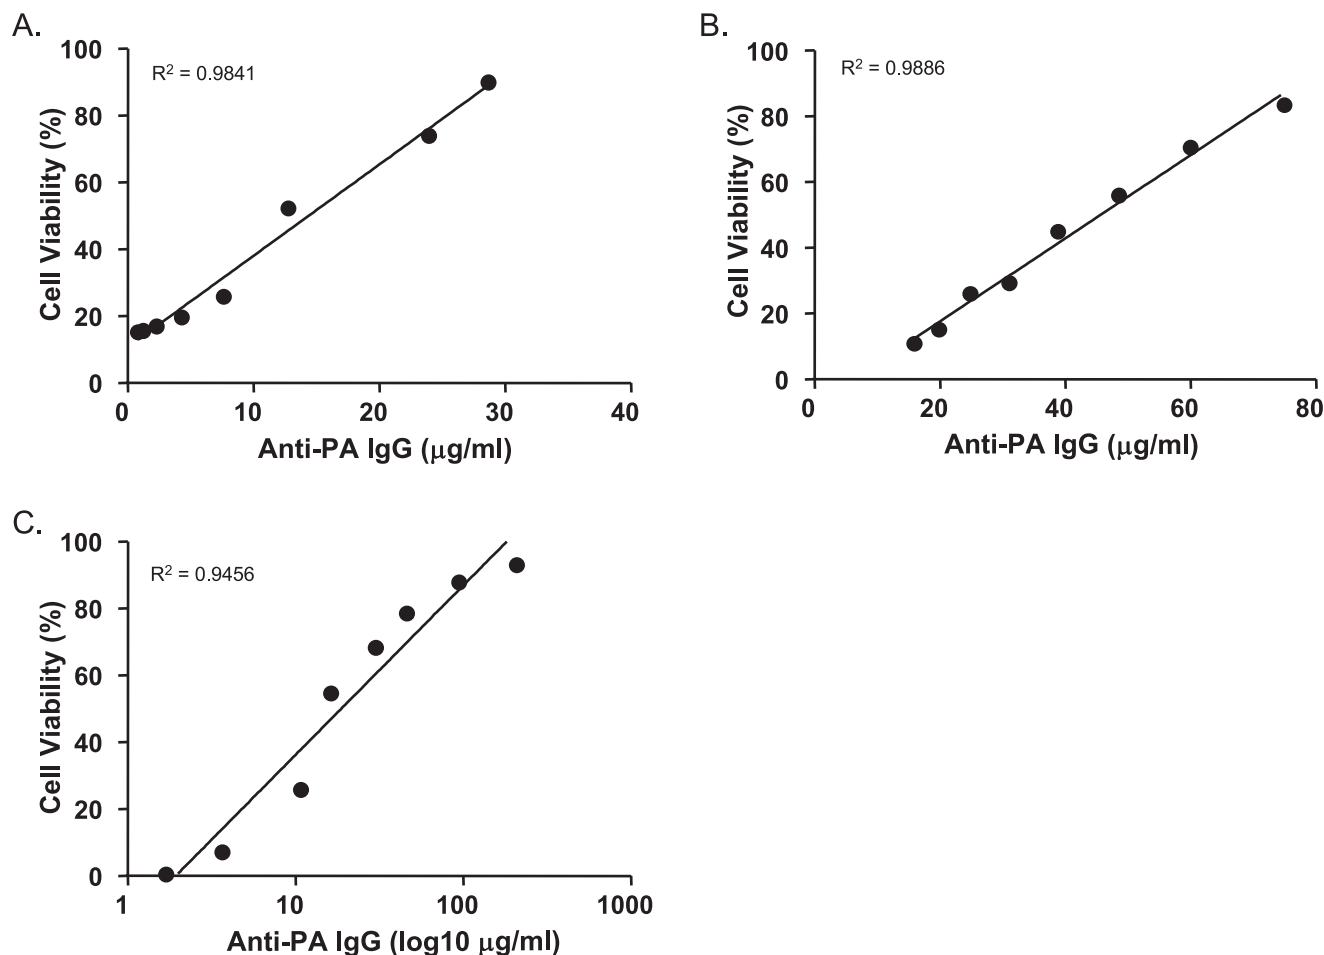 A.
R² = 0.9841
Cell Viability (%)
100
80
60
40
20
0
0 10 20 30 40
Anti-PA IgG (μg/ml)
B.
R² = 0.9886
Cell Viability (%)
100
80
60
40
20
0
0 20 40 60 80
Anti-PA IgG (μg/ml)
C.
R² = 0.9456
Cell Viability (%)
100
80
60
40
20
0
1 10 100 1000
Anti-PA IgG (log10 μg/ml)